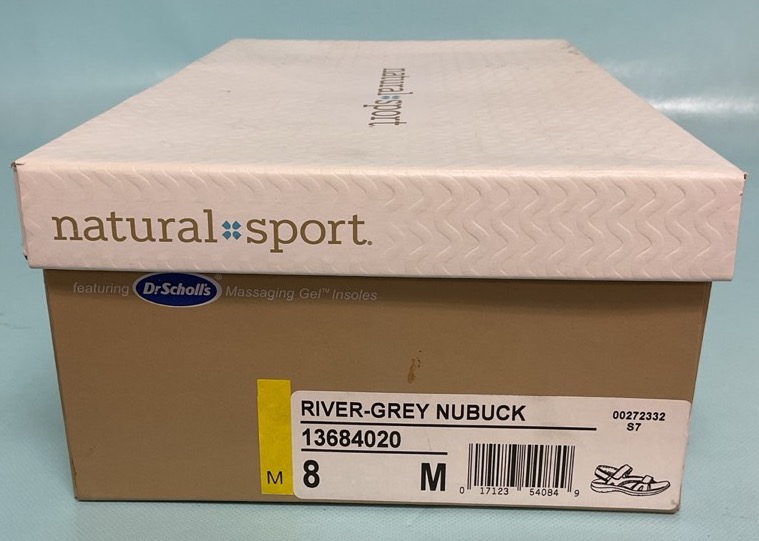 natural sport
natural sport.
featuring Dr Scholl's Massaging Gel™ Insoles
RIVER-GREY NUBUCK
00272332
S7
13684020
M
8
M
0 17123 54084 9